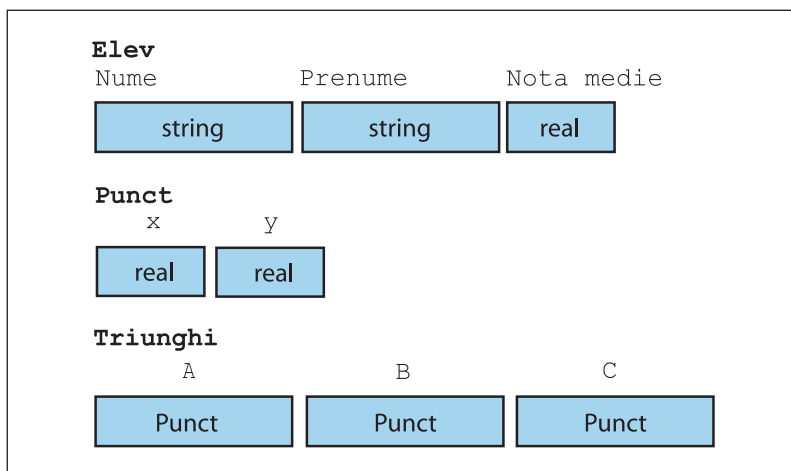 Elev
Nume Prenume Nota medie
string string real
Punct
x y
real real
Triunghi
A B C
Punct Punct Punct